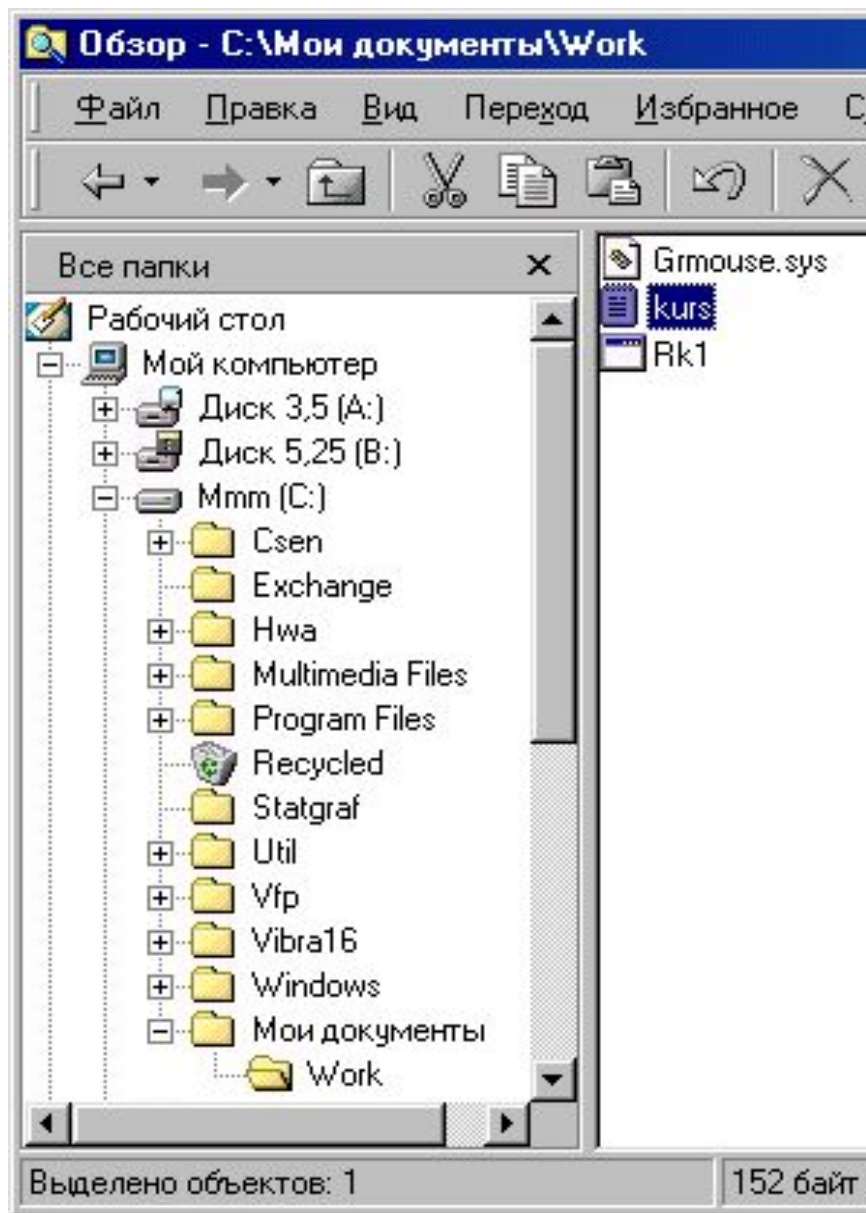 Обзор - C:\Мои документы\Work
Файл Правка Вид Переход Избранное
Все папки
Рабочий стол
Мой компьютер
Диск 3,5 (A:)
Диск 5,25 (B:)
Mmm (C:)
Csen
Exchange
Hwa
Multimedia Files
Program Files
Recycled
Statgraf
Util
Vfp
Vibra16
Windows
Мои документы
Work
Grmouse.sys
kurs
Rk1
Выделено объектов: 1
152 байт